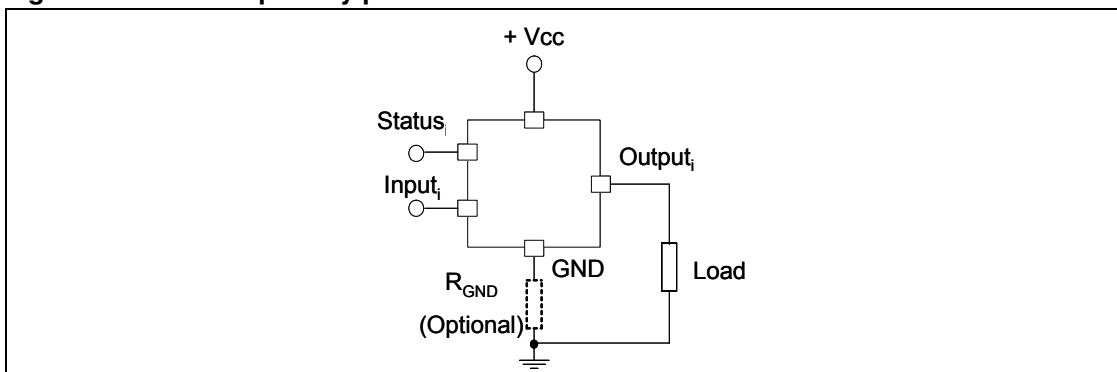 + Vcc
Statusi
Outputi
Inputi
GND
RGND
Load
(Optional)